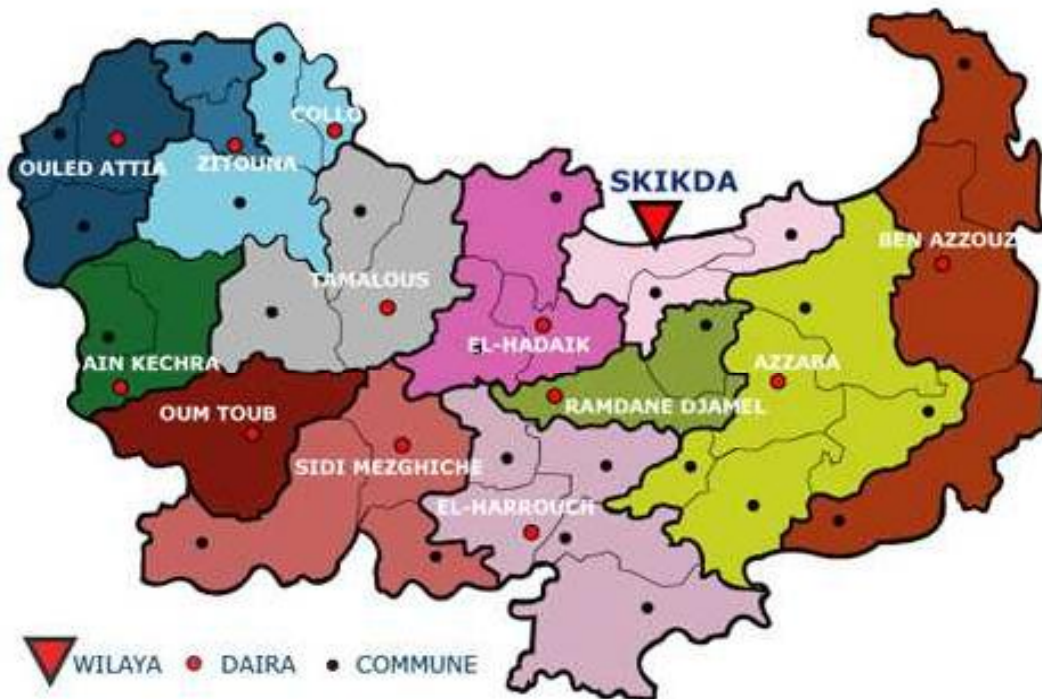 COLLO
OULED ATTIA
ZITOUNA
SKIKDA
BEN AZZOUZ
TAMALOUS
EL-HADAIK
AIN KECHRA
AZZABA
OUM TOUB
RAMDANE DJAMEL
SIDI MEZGHICHE
EL-HARROUCH
WILAYA DAIRA COMMUNE